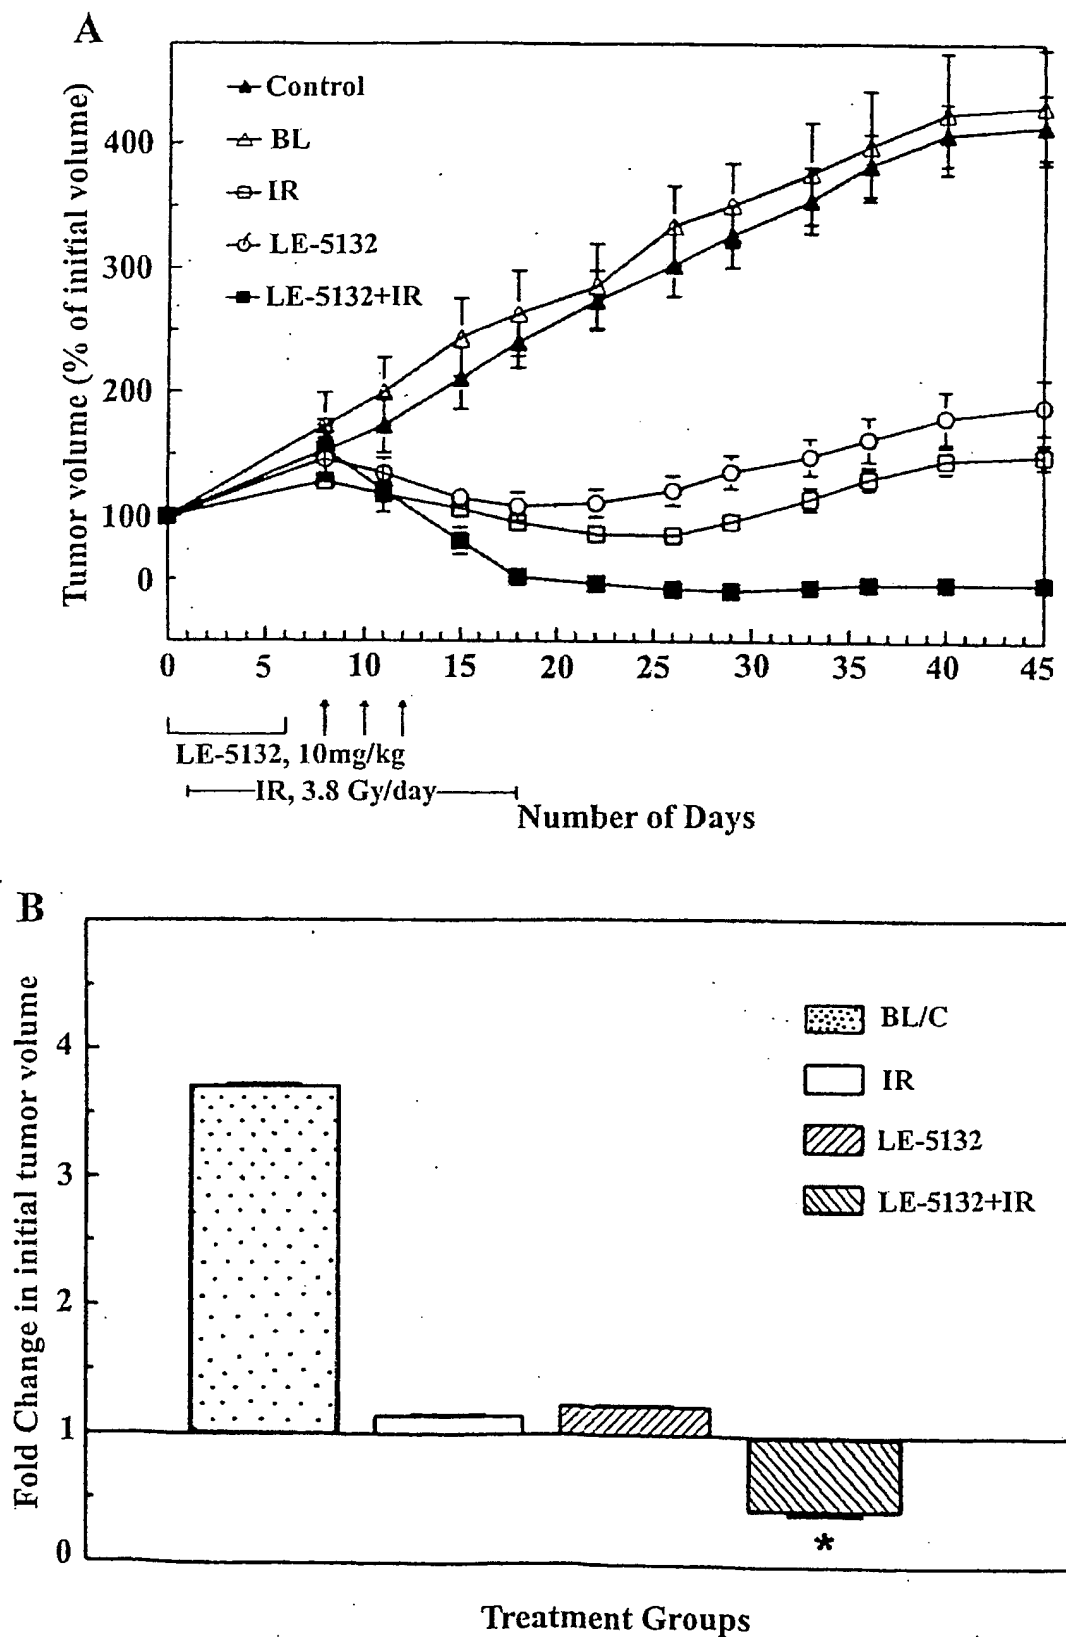 A
Control
BL
IR
LE-5132
LE-5132+IR
Tumor volume (% of initial volume)
400
300
200
100
0
0 5 10 15 20 25 30 35 40 45
LE-5132, 10mg/kg
IR, 3.8 Gy/day
Number of Days
B
BL/C
IR
LE-5132
LE-5132+IR
Fold Change in initial tumor volume
4
3
2
1
0
*
Treatment Groups